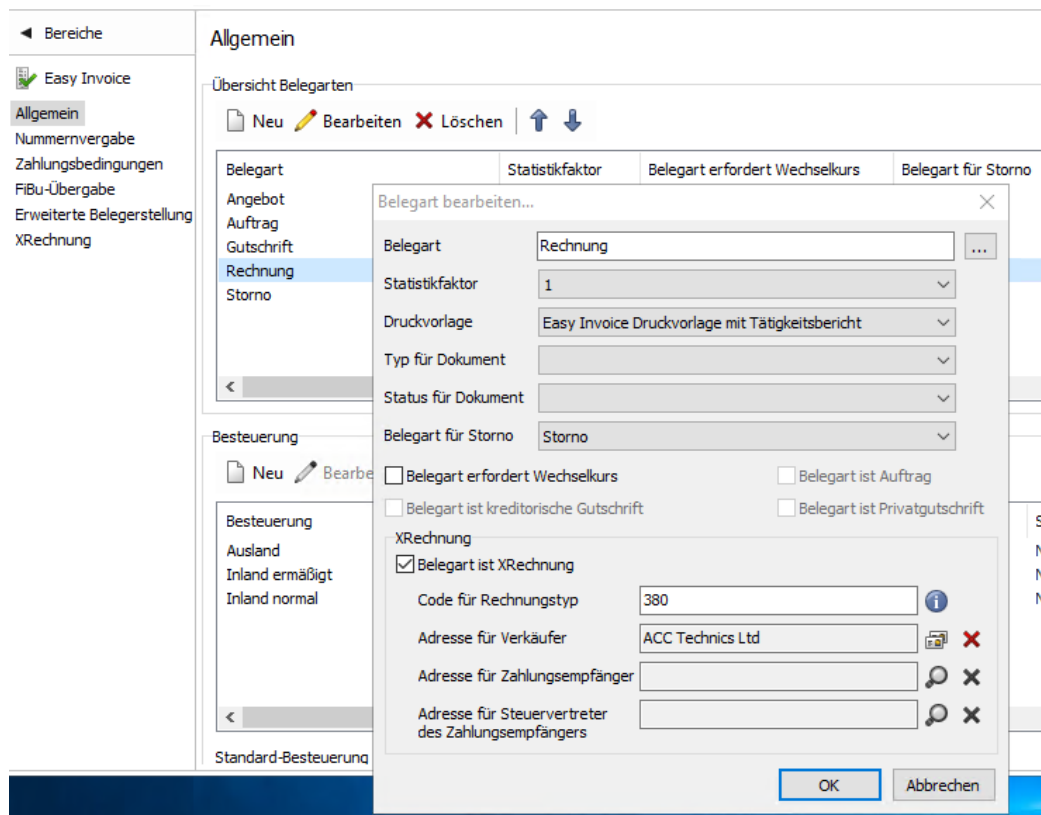 Bereiche
Allgemein
Easy Invoice
Allgemein
Nummernvergabe
Zahlungsbedingungen
FiBu-Übergabe
Erweiterte Belegerstellung
XRechnung
Übersicht Belegarten
Neu Bearbeiten Löschen
Belegart Statistikfaktor Belegart erfordert Wechselkurs Belegart für Storno
Angebot
Auftrag
Gutschrift
Rechnung
Storno
Besteuerung
Neu Bearbe
Besteuerung S
Ausland N
Inland ermäßigt N
Inland normal N
Standard-Besteuerung
Belegart bearbeiten...
Belegart Rechnung ...
Statistikfaktor 1
Druckvorlage Easy Invoice Druckvorlage mit Tätigkeitsbericht
Typ für Dokument
Status für Dokument
Belegart für Storno Storno
Belegart erfordert Wechselkurs Belegart ist Auftrag
Belegart ist kreditorische Gutschrift Belegart ist Privatgutschrift
XRechnung
Belegart ist XRechnung
Code für Rechnungstyp 380
Adresse für Verkäufer ACC Technics Ltd
Adresse für Zahlungsempfänger
Adresse für Steuervertreter
des Zahlungsempfängers
OK Abbrechen